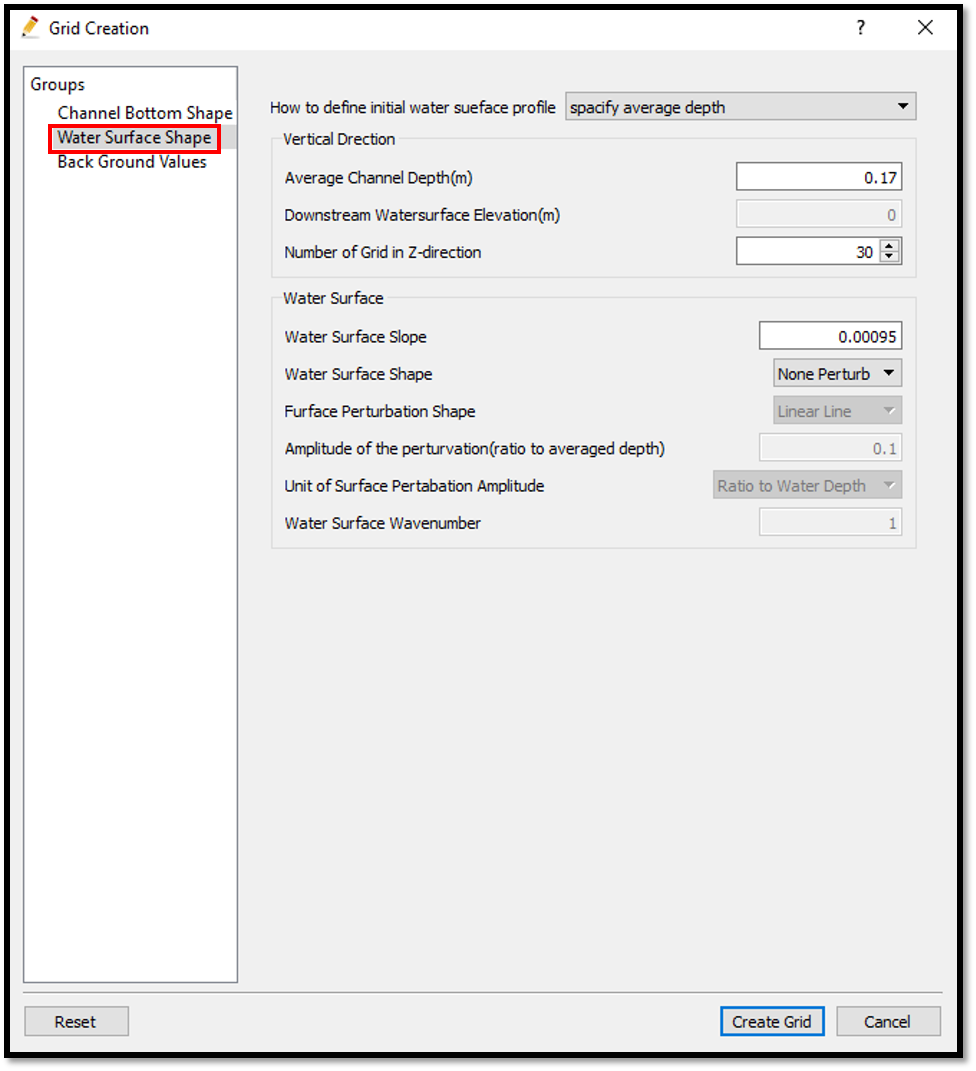 Grid Creation
?
Groups
Channel Bottom Shape
Water Surface Shape
Back Ground Values
How to define initial water sueface profile spacify average depth
Vertical Drection
Average Channel Depth(m) 0.17
Downstream Watersurface Elevation(m) 0
Number of Grid in Z-direction 30
Water Surface
Water Surface Slope 0.00095
Water Surface Shape None Perturb
Furface Perturbation Shape Linear Line
Amplitude of the perturvation(ratio to averaged depth) 0.1
Unit of Surface Pertabation Amplitude Ratio to Water Depth
Water Surface Wavenumber 1
Reset Create Grid Cancel